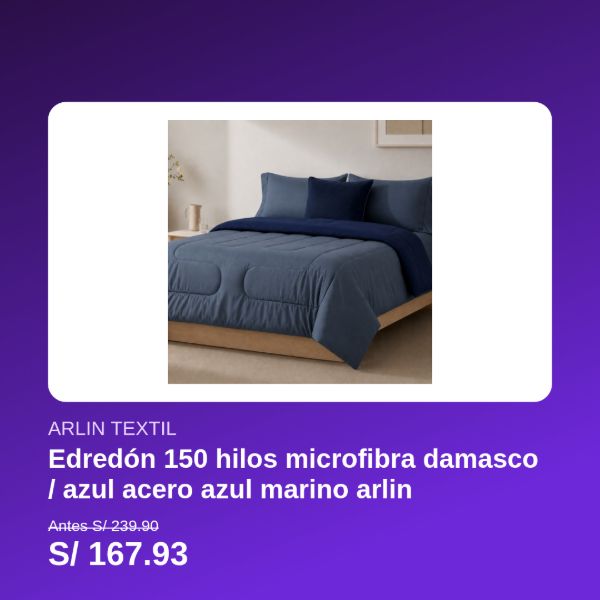 ARLIN TEXTIL
Edredón 150 hilos microfibra damasco
/ azul acero azul marino arlin
Antes S/ 239.90
S/ 167.93